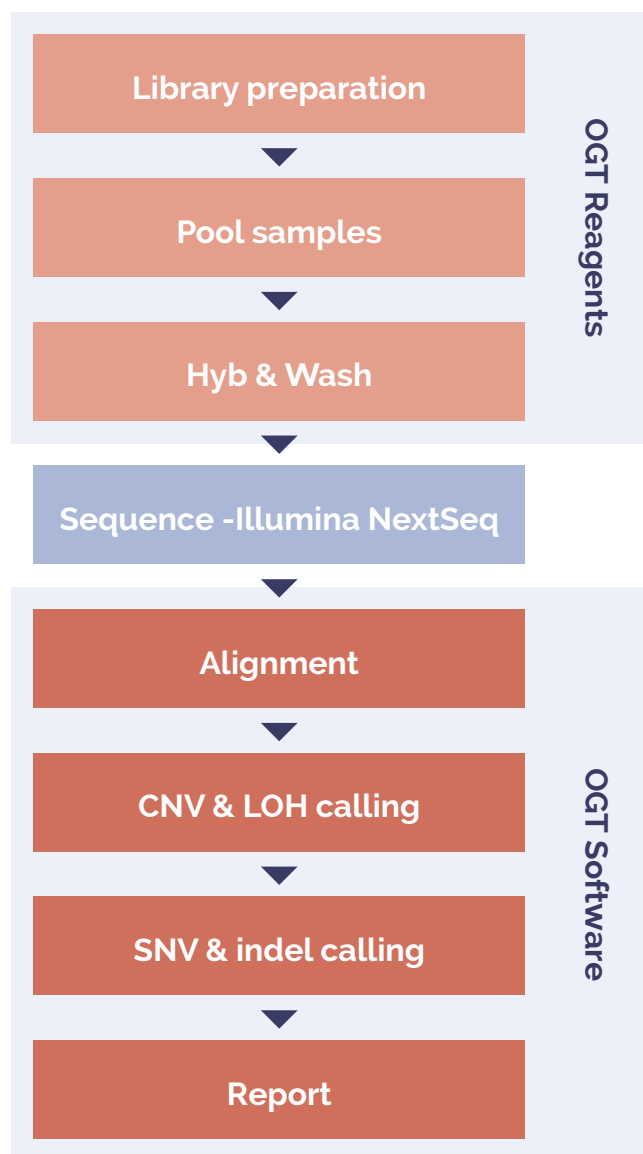 Library preparation
Pool samples
Hyb & Wash
OGT Reagents
Sequence -Illumina NextSeq
Alignment
CNV & LOH calling
SNV & indel calling
Report
OGT Software